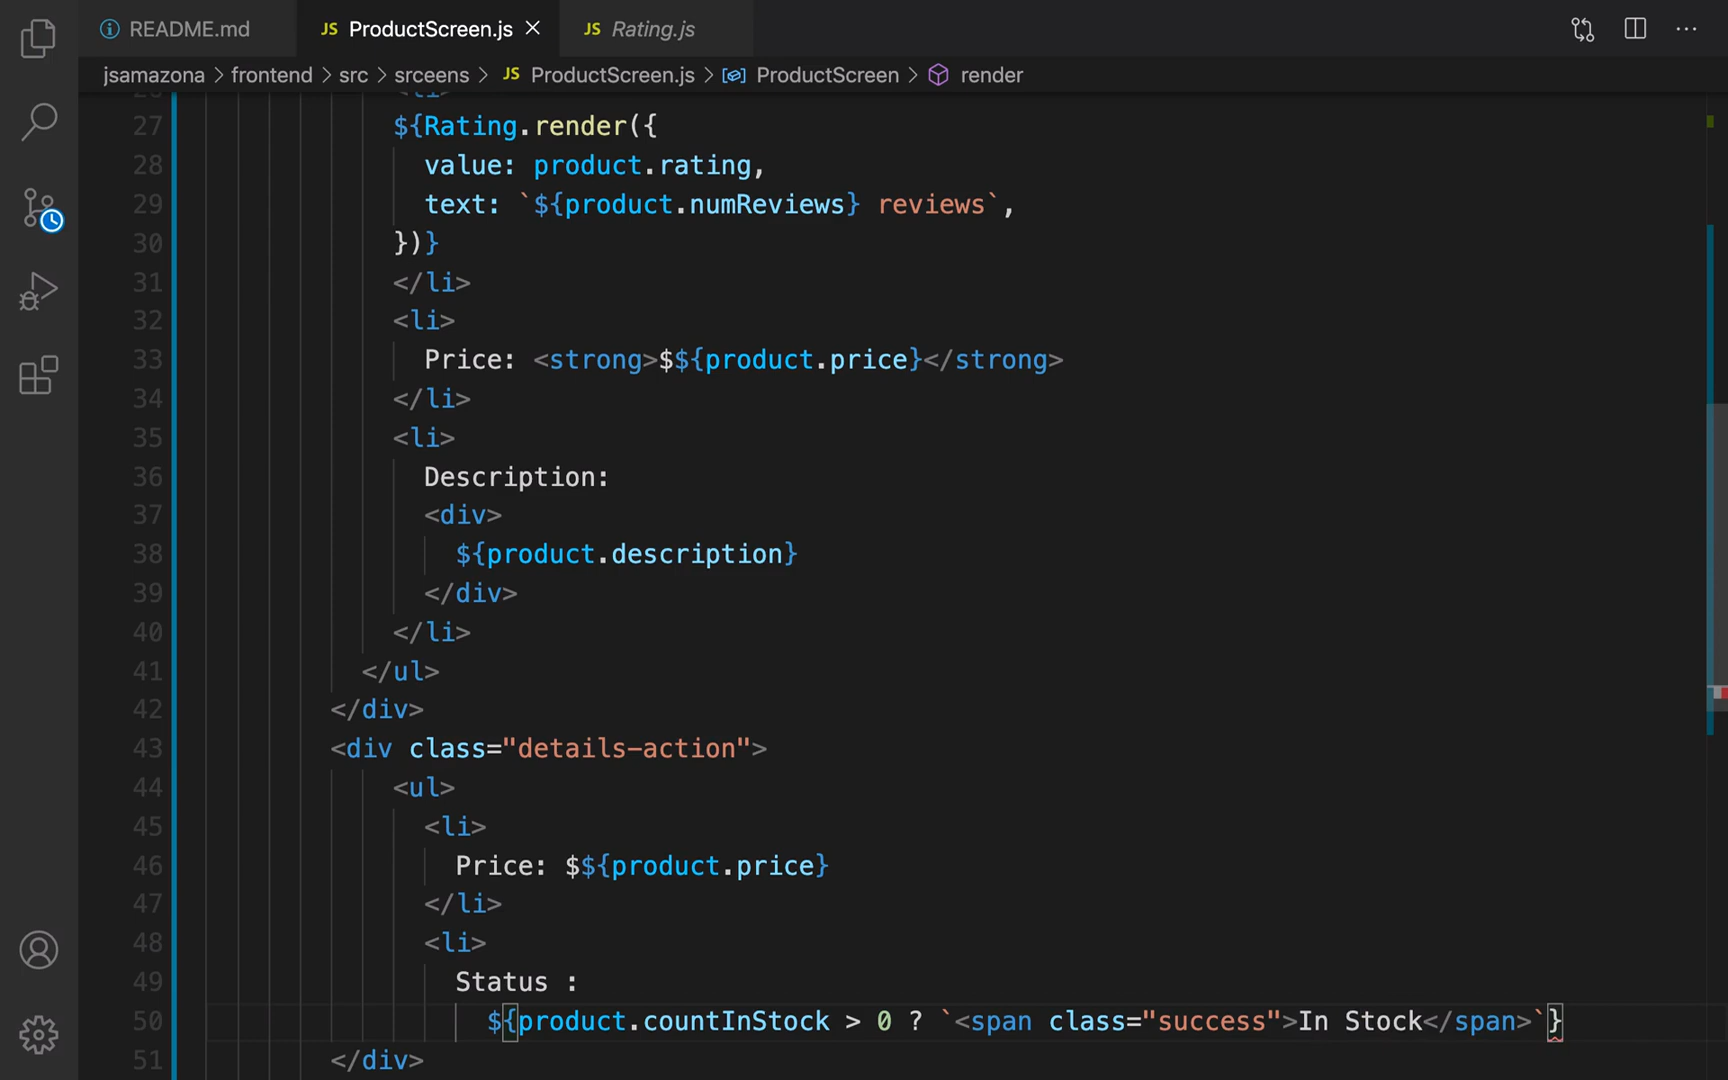 README.md
JS ProductScreen.js
JS Rating.js
jsamazona > frontend > src > srceens > JS ProductScreen.js > ProductScreen > render
26 <li>
27 ${Rating.render({
28 value: product.rating,
29 text: `${product.numReviews} reviews`,
30 })}
31 </li>
32 <li>
33 Price: <strong>$${product.price}</strong>
34 </li>
35 <li>
36 Description:
37 <div>
38 ${product.description}
39 </div>
40 </li>
41 </ul>
42 </div>
43 <div class="details-action">
44 <ul>
45 <li>
46 Price: $${product.price}
47 </li>
48 <li>
49 Status :
50 ${product.countInStock > 0 ? `<span class="success">In Stock</span>`}
51 </div>